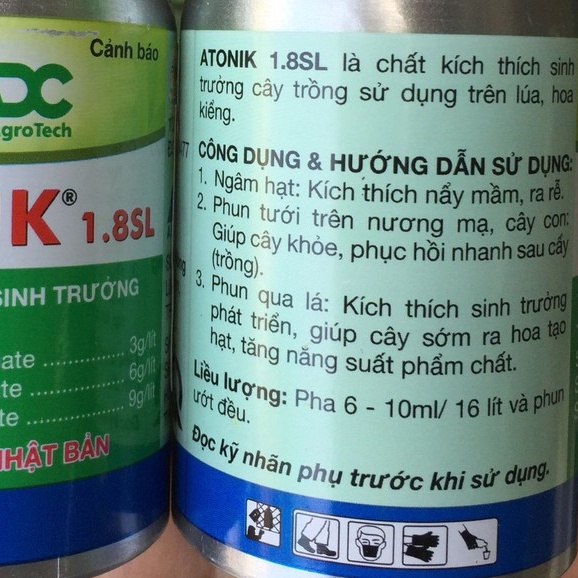 Cảnh báo
DC
AgroTech
K® 1.8SL
SINH TRƯỞNG
ate .............. 3g/lít
te .............. 6g/lít
te .............. 9g/lít
NHẬT BẢN
ATONIK 1.8SL là chất kích thích sinh
trưởng cây trồng sử dụng trên lúa, hoa
kiểng.
CÔNG DỤNG & HƯỚNG DẪN SỬ DỤNG:
1. Ngâm hạt: Kích thích nẩy mầm, ra rễ.
2. Phun tưới trên nương mạ, cây con:
Giúp cây khỏe, phục hồi nhanh sau cấy
(trồng).
3. Phun qua lá: Kích thích sinh trưởng
phát triển, giúp cây sớm ra hoa tạo
hạt, tăng năng suất phẩm chất.
Liều lượng: Pha 6 - 10ml/ 16 lít và phun
ướt đều.
Đọc kỹ nhãn phụ trước khi sử dụng.